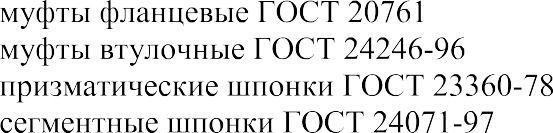 муфты фланцевые ГОСТ 20761
муфты втулочные ГОСТ 24246-96
призматические шпонки ГОСТ 23360-78
сегментные шпонки ГОСТ 24071-97